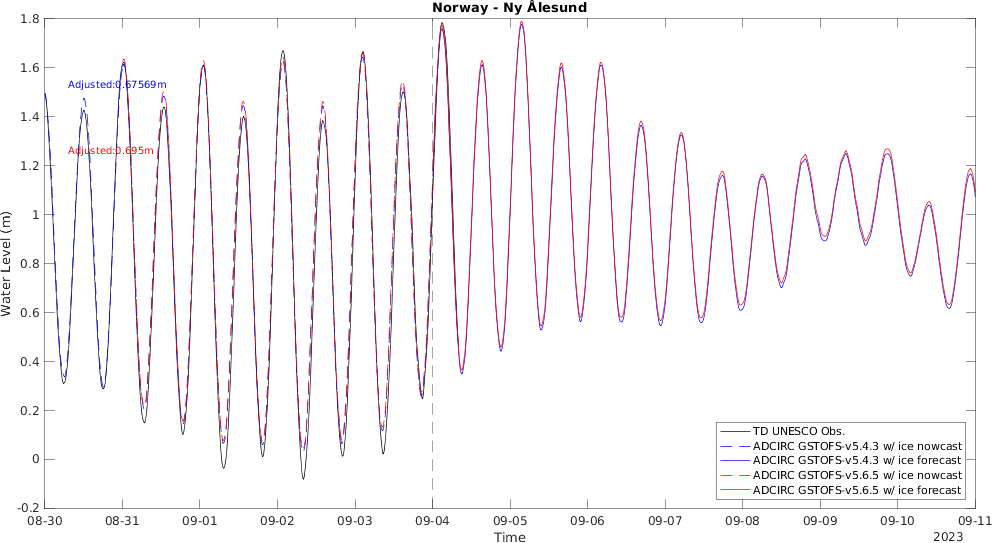 Norway - Ny Ålesund
1.8
1.6
1.4
1.2
1
0.8
0.6
0.4
0.2
0
-0.2
Water Level (m)
Adjusted:0.67569m
Adjusted:0.695m
TD UNESCO Obs.
ADCIRC GSTOFS-v5.4.3 w/ ice nowcast
ADCIRC GSTOFS-v5.4.3 w/ ice forecast
ADCIRC GSTOFS-v5.6.5 w/ ice nowcast
ADCIRC GSTOFS-v5.6.5 w/ ice forecast
08-30 08-31 09-01 09-02 09-03 09-04 09-05 09-06 09-07 09-08 09-09 09-10 09-11
Time
2023